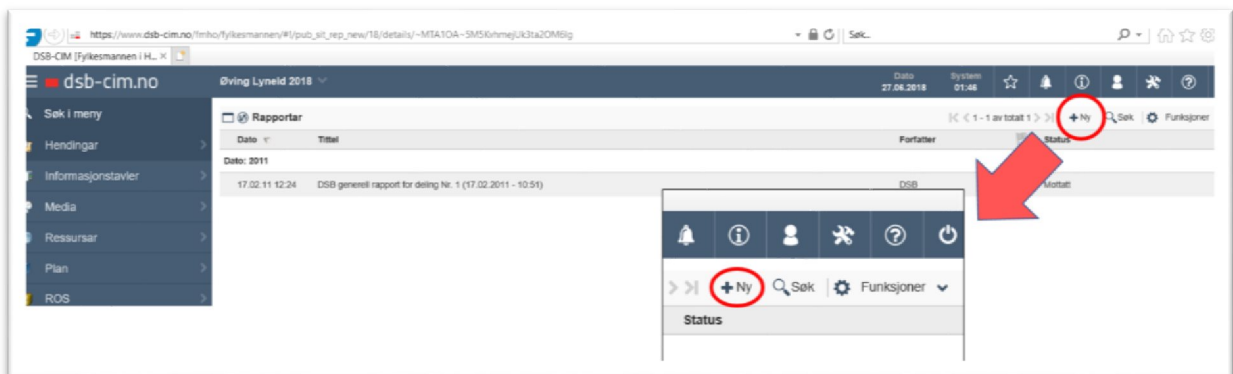 https://www.dsb-cim.no/fmho/fylkesmannen/#!/pub_sit_rep_new/18/details/ Søk...
DSB-CIM [Fylkesmannen i H...
dsb-cim.no Øving Lyneld 2018 Dato 27.06.2018 System 01:46
Søk i meny
Rapportar 1 - 1 av totalt 1 Ny Søk Funksjoner
Hendingar
Dato Tittel Forfatter Status
Dato: 2011
Informasjonstavler
17.02.11 12:24 DSB generell rapport for deling Nr. 1 (17.02.2011 - 10:51) DSB Mottatt
Media
Ressursar
Plan
ROS
Ny Søk Funksjoner
Status